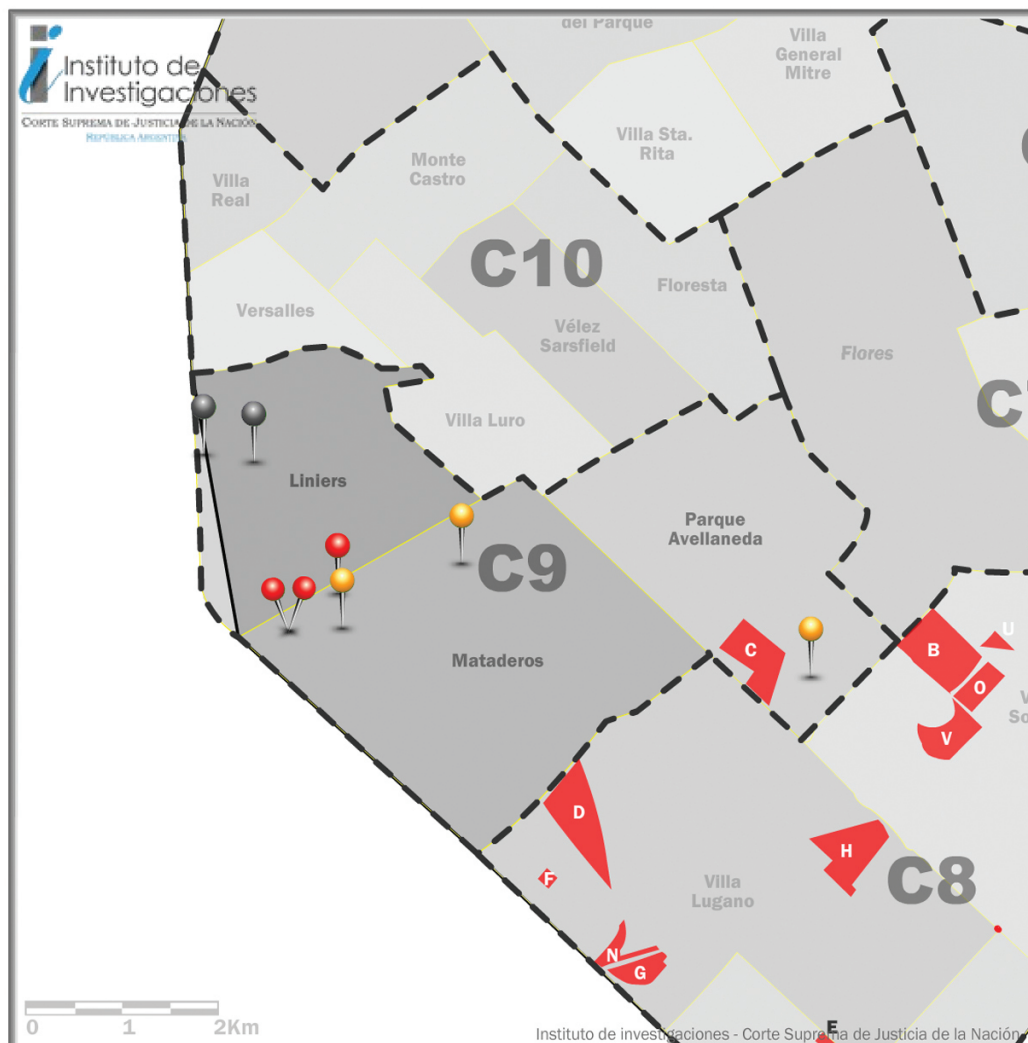 del Parque
Villa
General
Mitre
Instituto de
Investigaciones
CORTE SUPREMA DE JUSTICIA DE LA NACIÓN
REPÚBLICA ARGENTINA
Villa Sta.
Rita
Monte
Castro
Villa
Real
C10
Floresta
Versalles
Vélez
Sarsfield
Flores
Villa Luro
Liniers
Parque
Avellaneda
C9
Mataderos
C
B
U
O
V
D
H
F
Villa
Lugano
C8
N
G
E
0 1 2Km
Instituto de investigaciones - Corte Suprema de Justicia de la Nación